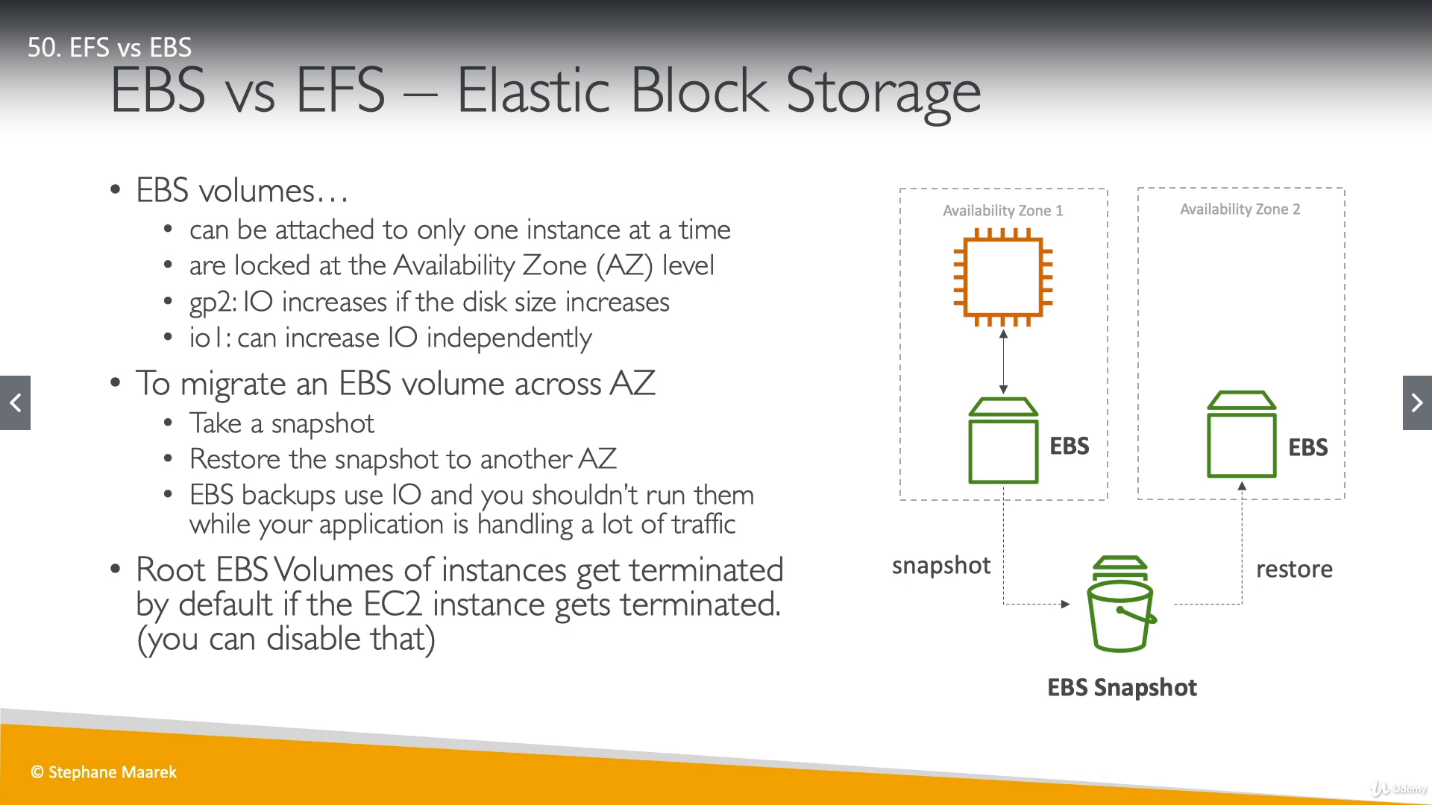 50. EFS vs EBS
EBS vs EFS – Elastic Block Storage
• EBS volumes…
• can be attached to only one instance at a time
• are locked at the Availability Zone (AZ) level
• gp2: IO increases if the disk size increases
• io1: can increase IO independently
• To migrate an EBS volume across AZ
• Take a snapshot
• Restore the snapshot to another AZ
• EBS backups use IO and you shouldn’t run them
while your application is handling a lot of traffic
• Root EBS Volumes of instances get terminated
by default if the EC2 instance gets terminated.
(you can disable that)
Availability Zone 1
EBS
Availability Zone 2
EBS
snapshot
restore
EBS Snapshot
© Stephane Maarek
Udemy